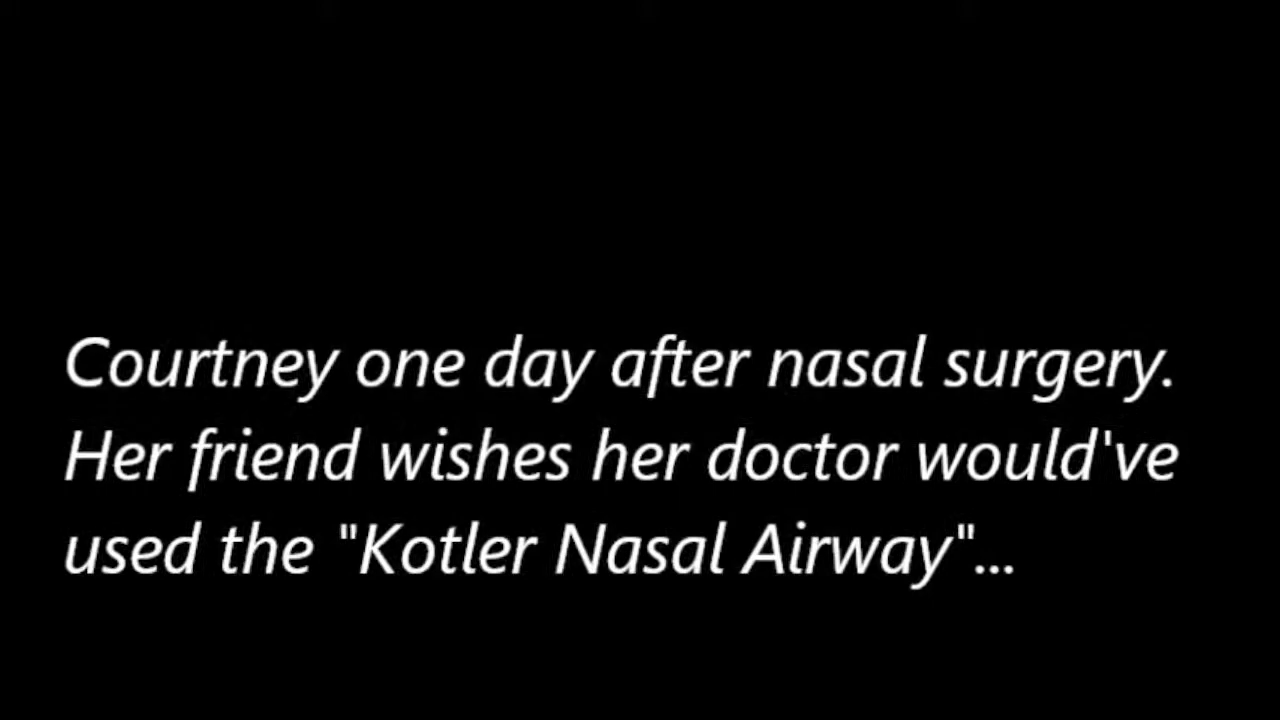 Courtney one day after nasal surgery.
Her friend wishes her doctor would've
used the "Kotler Nasal Airway"...